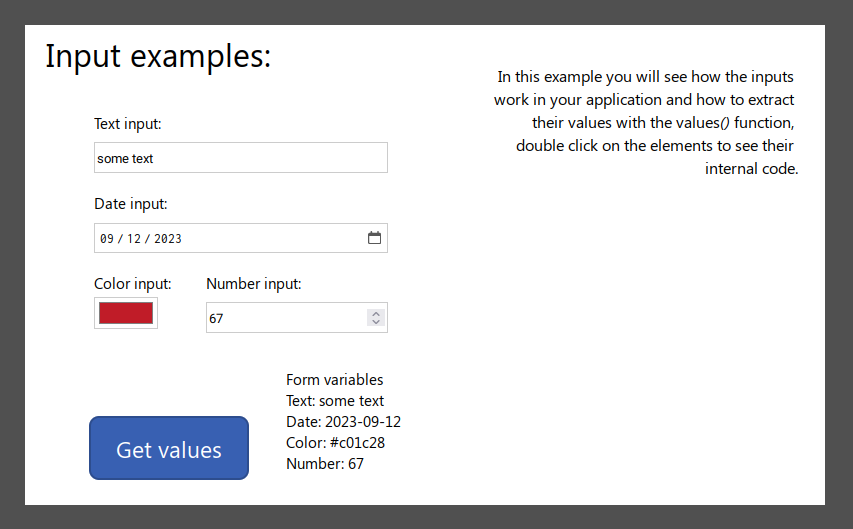 Input examples:
In this example you will see how the inputs
work in your application and how to extract
their values with the values() function,
double click on the elements to see their
internal code.
Text input:
some text
Date input:
09 / 12 / 2023
Color input:
Number input:
67
Get values
Form variables
Text: some text
Date: 2023-09-12
Color: #c01c28
Number: 67